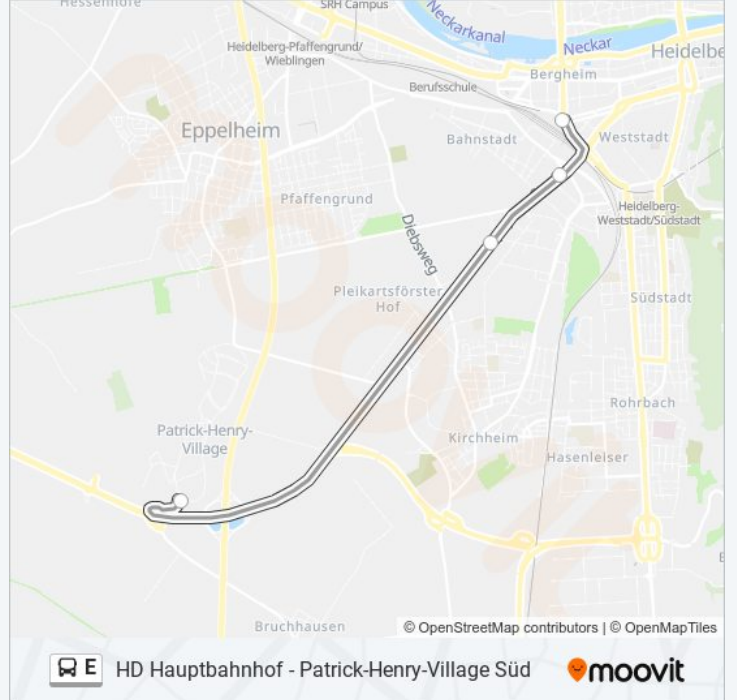 Hessenhöfe
SRH Campus
Neckarkanal
Heidelberg-Pfaffengrund/
Wieblingen
Neckar
Heidelbe
Bergheim
Berufsschule
Eppelheim
Bahnstadt
Weststadt
Pfaffengrund
Heidelberg-
Weststadt/Südstadt
Diebsweg
Pleikartsförster
Hof
Südstadt
Rohrbach
Patrick-Henry-
Village
Kirchheim
Hasenleiser
E
Bruchhausen
© OpenStreetMap contributors | © OpenMapTiles
E
HD Hauptbahnhof - Patrick-Henry-Village Süd
moovit